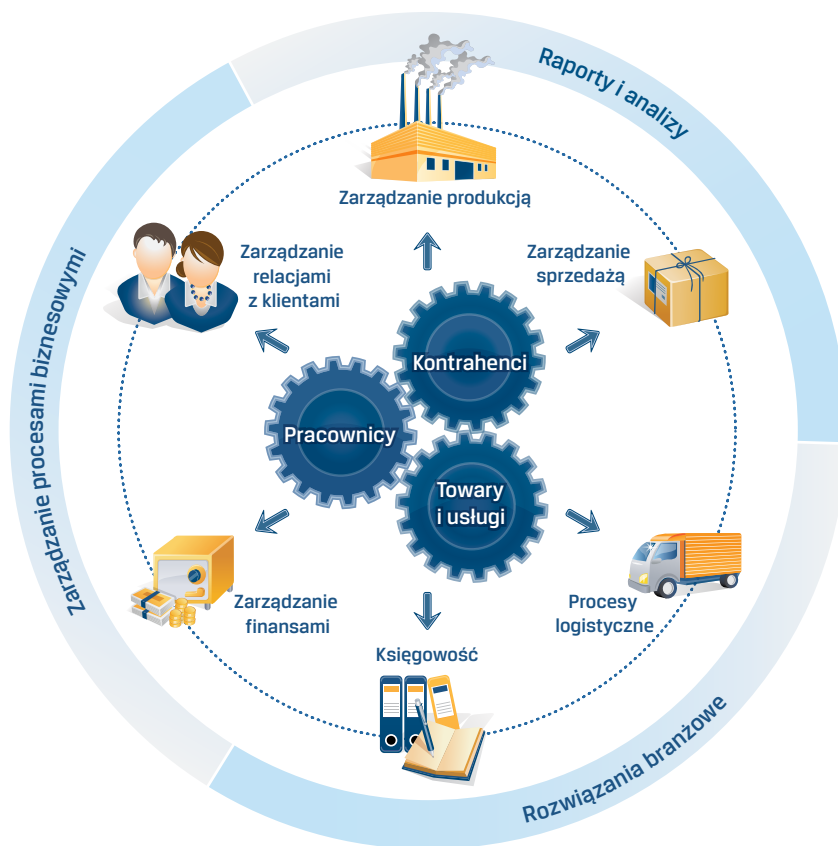 Raporty i analizy
Zarządzanie produkcją
Zarządzanie
relacjami
z klientami
Zarządzanie
sprzedażą
Kontrahenci
Pracownicy
Towary
i usługi
Zarządzanie procesami biznesowymi
Zarządzanie
finansami
Procesy
logistyczne
Księgowość
Rozwiązania branżowe